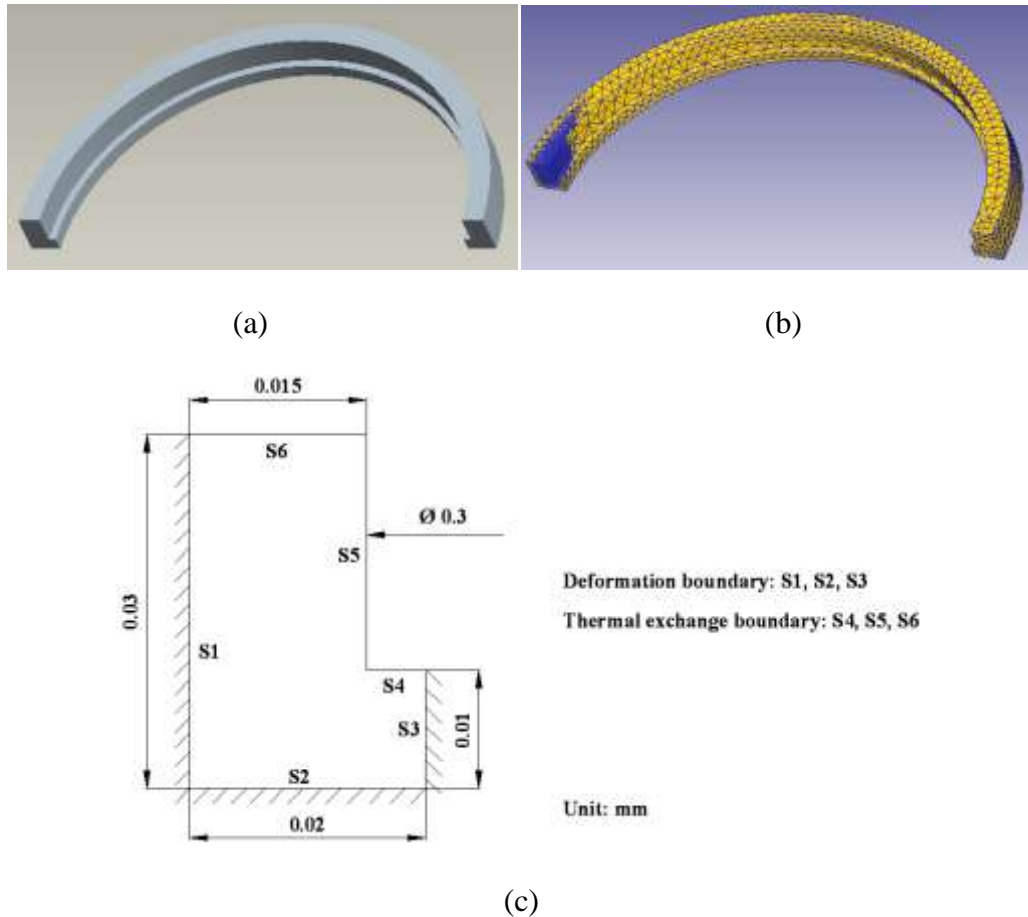 (a)
(b)
0.015
S6
Ø 0.3
S5
0.03
S1
S4
S3
0.01
S2
0.02
Deformation boundary: S1, S2, S3
Thermal exchange boundary: S4, S5, S6
Unit: mm
(c)